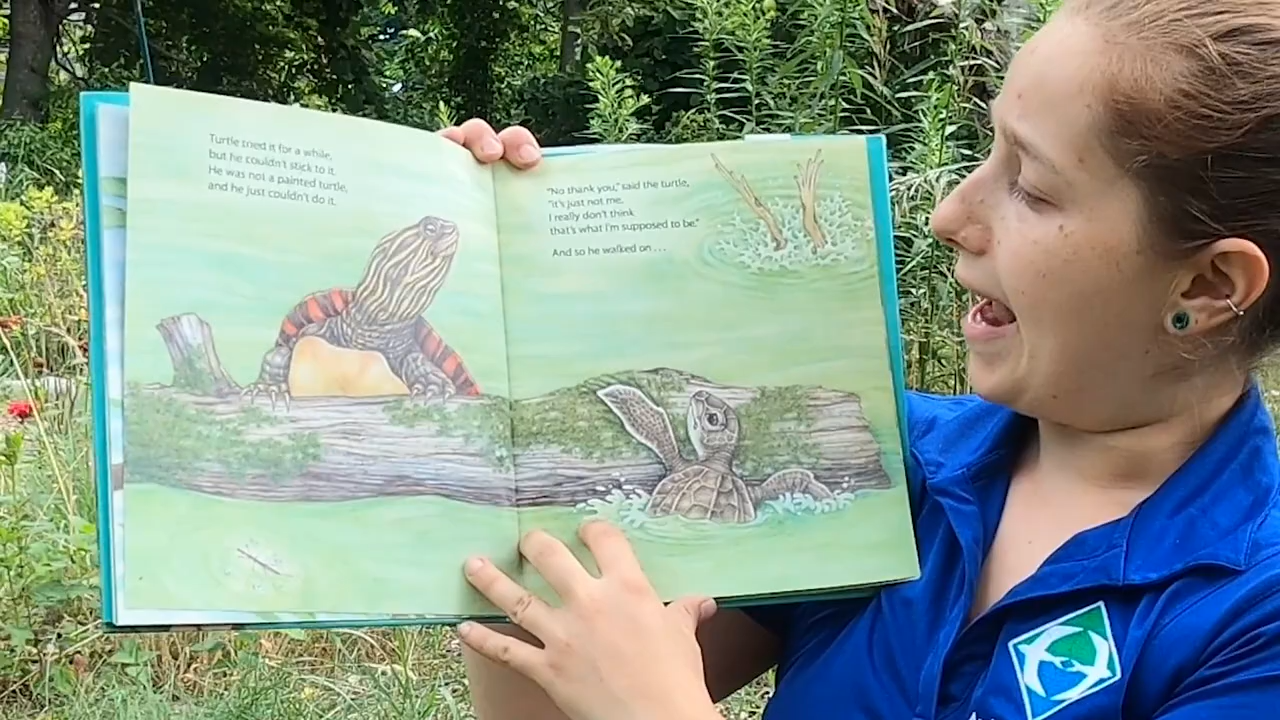 Turtle tried it for a while,
but he couldn't stick to it.
He was not a painted turtle,
and he just couldn't do it.
"No thank you," said the turtle,
"it's just not me.
I really don't think
that's what I'm supposed to be."
And so he walked on . . .